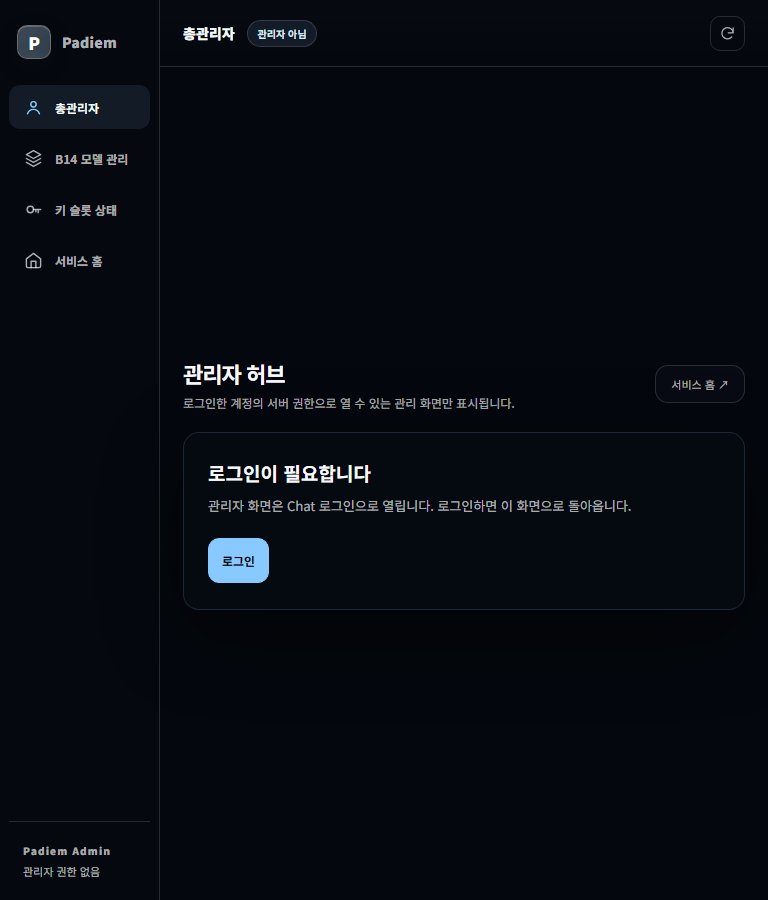 P
Padiem
총관리자
B14 모델 관리
키 슬롯 상태
서비스 홈
Padiem Admin
관리자 권한 없음
총관리자
관리자 아님
관리자 허브
로그인한 계정의 서버 권한으로 열 수 있는 관리 화면만 표시됩니다.
서비스 홈 ↗
로그인이 필요합니다
관리자 화면은 Chat 로그인으로 열립니다. 로그인하면 이 화면으로 돌아옵니다.
로그인